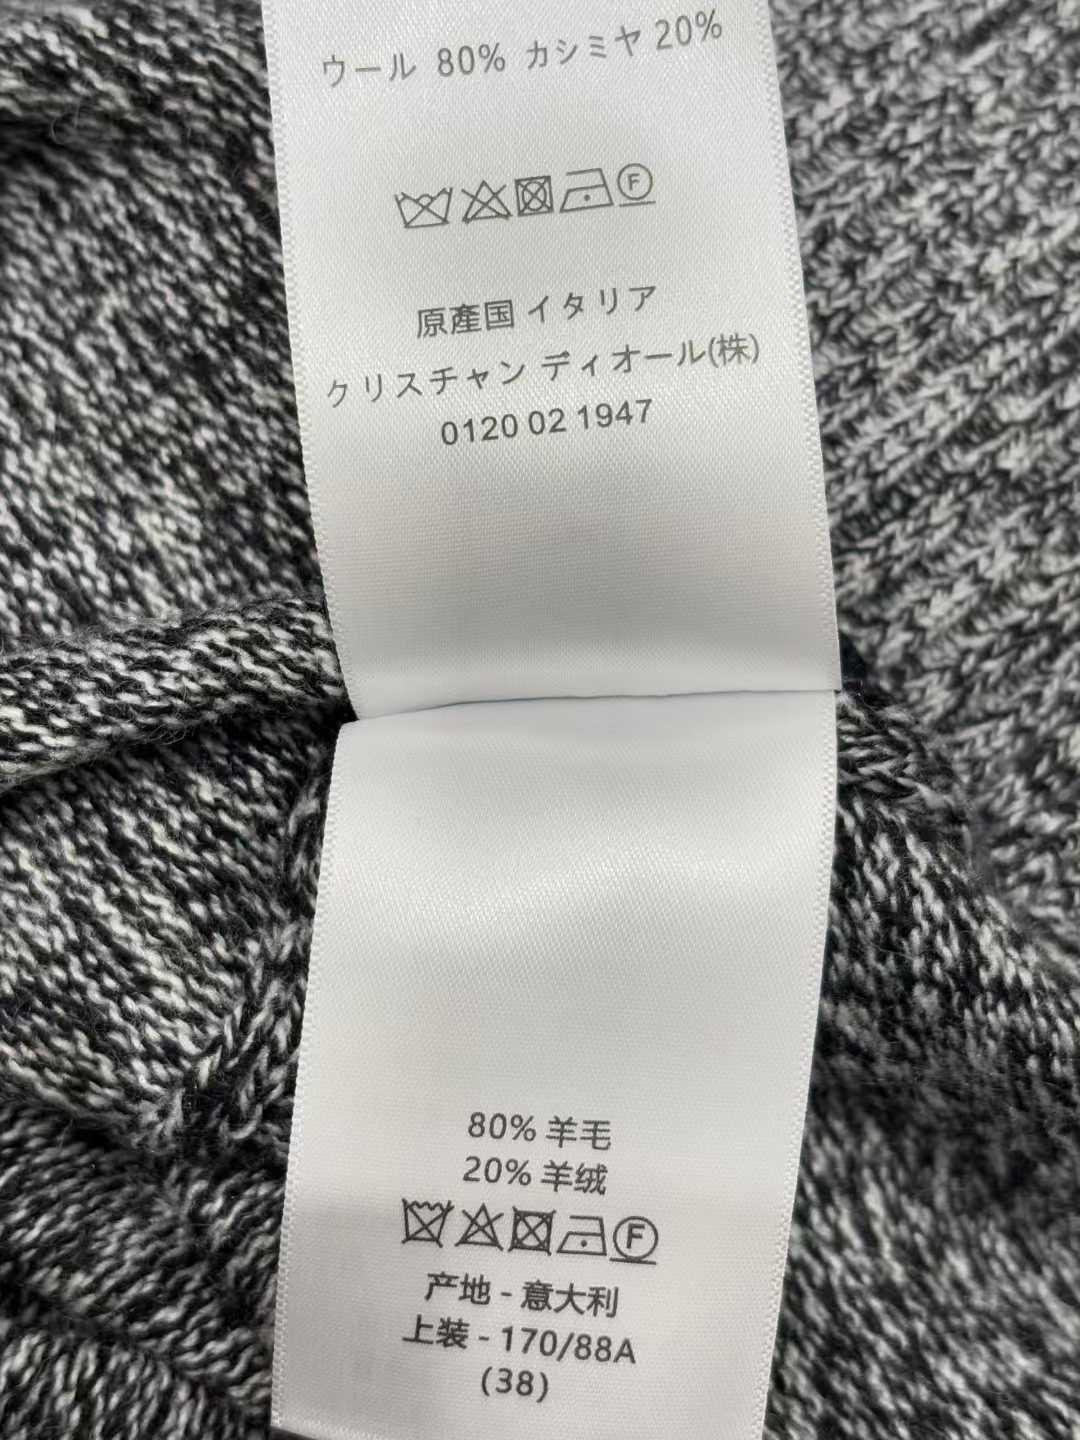 ウール 80% カシミヤ 20%
F
原産国 イタリア
クリスチャン ディオール(株)
0120 02 1947
80% 羊毛
20% 羊绒
F
产地 - 意大利
上装 - 170/88A
(38)